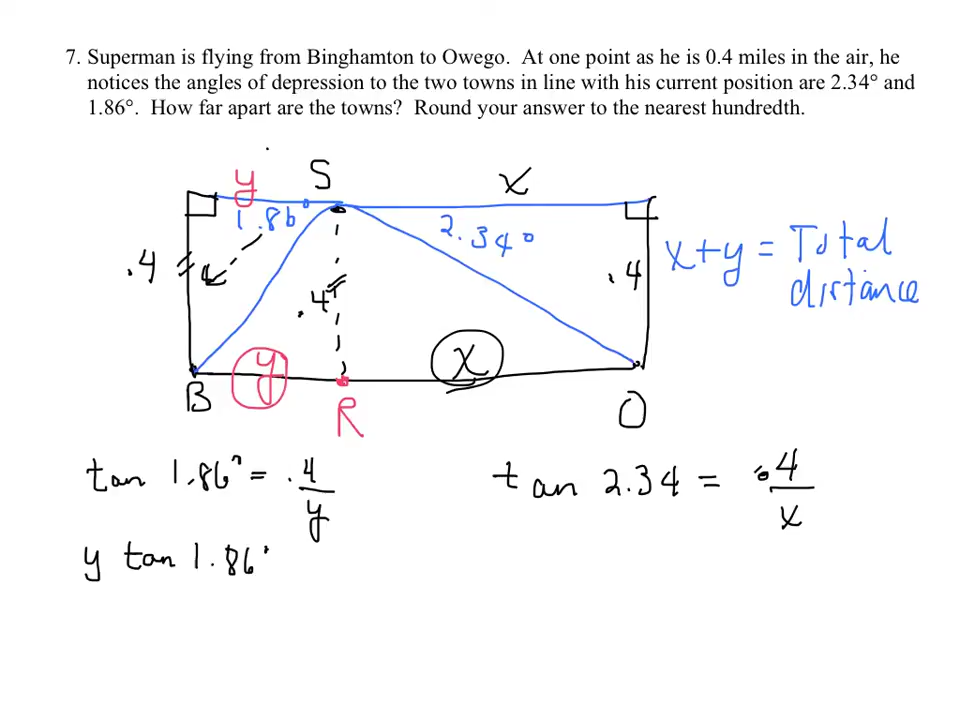 7. Superman is flying from Binghamton to Owego. At one point as he is 0.4 miles in the air, he
notices the angles of depression to the two towns in line with his current position are 2.34° and
1.86°. How far apart are the towns? Round your answer to the nearest hundredth.
y S x
1.86 2.34°
.4 .4 .4
x+y = Total
distance
y x
B R O
tan 1.86° = .4/y tan 2.34 = .4/x
y tan 1.86°